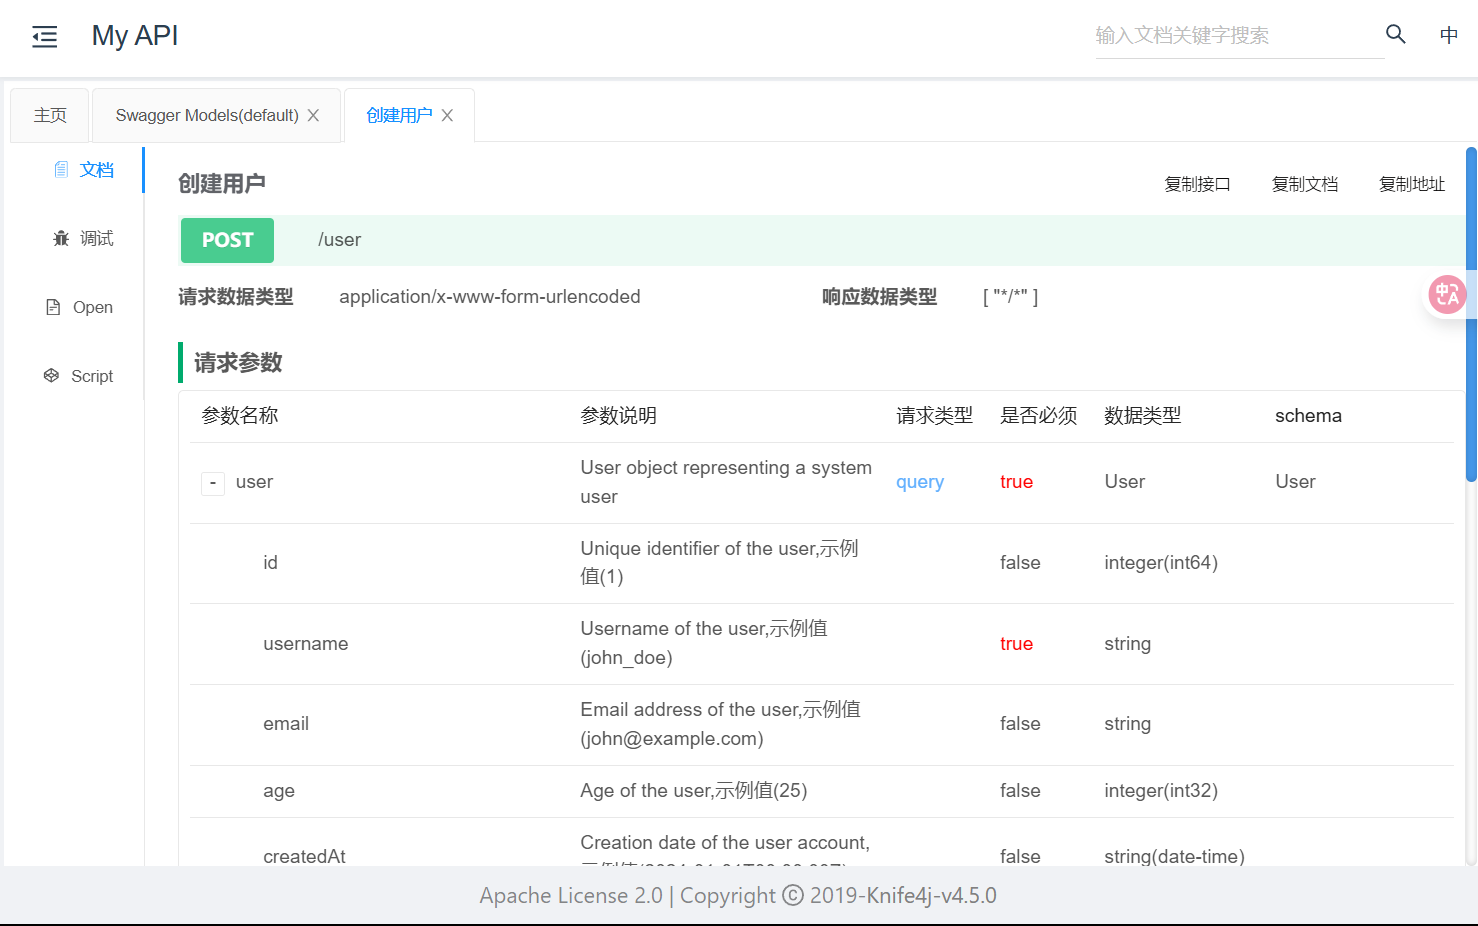 My API
输入文档关键字搜索
中
主页
Swagger Models(default)
创建用户
文档
调试
Open
Script
创建用户
复制接口 复制文档 复制地址
POST /user
请求数据类型 application/x-www-form-urlencoded 响应数据类型 [ "*/*" ]
请求参数
参数名称 参数说明 请求类型 是否必须 数据类型 schema
- user User object representing a system user query true User User
id Unique identifier of the user,示例值(1) false integer(int64)
username Username of the user,示例值(john_doe) true string
email Email address of the user,示例值(john@example.com) false string
age Age of the user,示例值(25) false integer(int32)
createdAt Creation date of the user account, false string(date-time)
中A
Apache License 2.0 | Copyright © 2019-Knife4j-v4.5.0